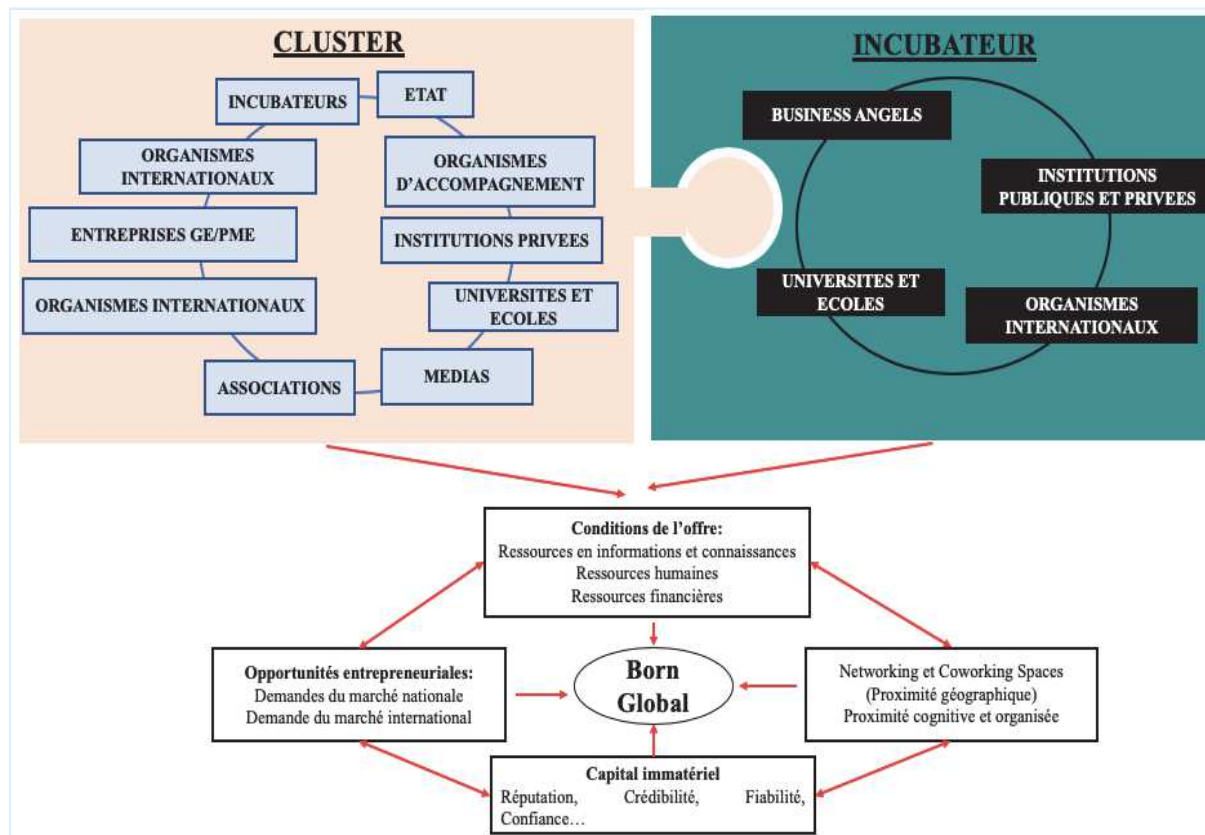 CLUSTER
INCUBATEURS
ETAT
ORGANISMES
INTERNATIONAUX
ORGANISMES
D’ACCOMPAGNEMENT
ENTREPRISES GE/PME
INSTITUTIONS PRIVEES
ORGANISMES INTERNATIONAUX
UNIVERSITES ET
ECOLES
ASSOCIATIONS
MEDIAS
INCUBATEUR
BUSINESS ANGELS
INSTITUTIONS
PUBLIQUES ET PRIVEES
UNIVERSITES ET
ECOLES
ORGANISMES
INTERNATIONAUX
Conditions de l’offre:
Ressources en informations et connaissances
Ressources humaines
Ressources financières
Opportunités entrepreneuriales:
Demandes du marché nationale
Demande du marché international
Born
Global
Networking et Coworking Spaces
(Proximité géographique)
Proximité cognitive et organisée
Capital immatériel
Réputation, Crédibilité, Fiabilité,
Confiance…